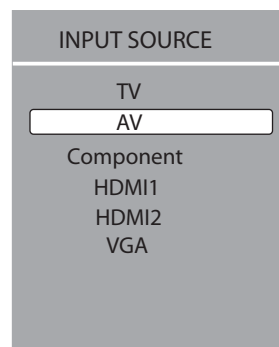 INPUT SOURCE
TV
AV
Component
HDMI1
HDMI2
VGA